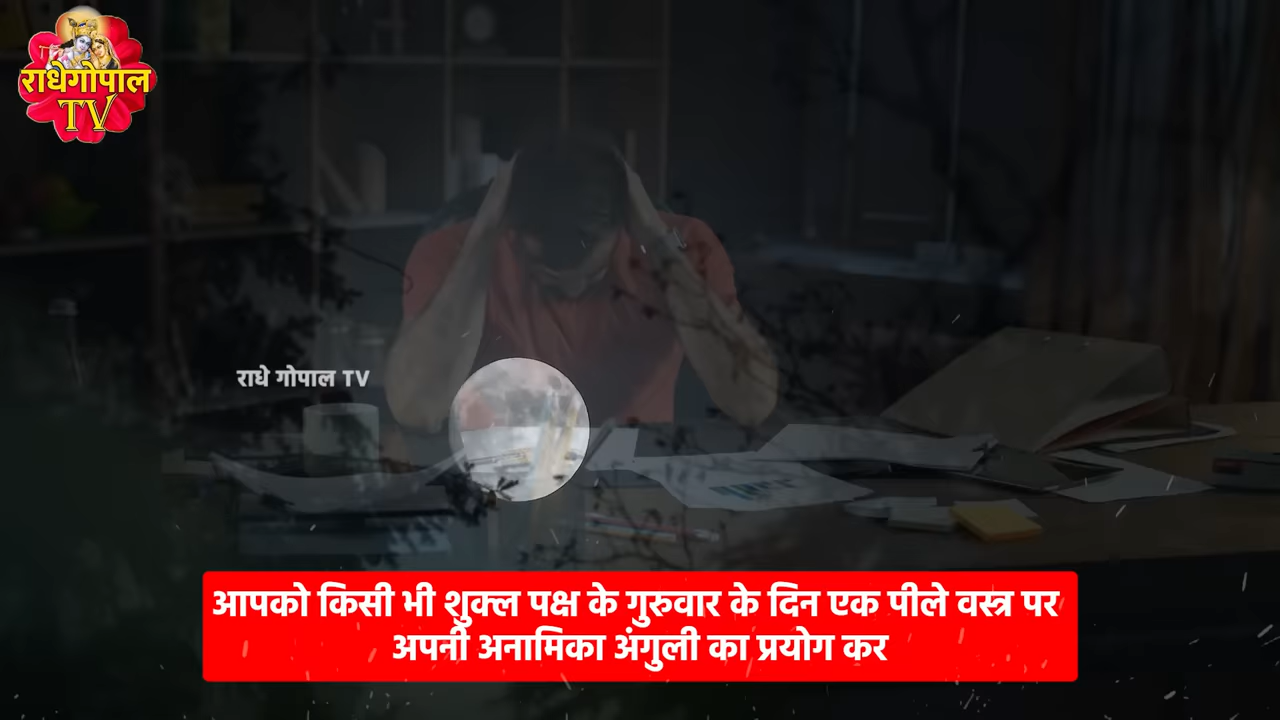 राधेगोपाल
TV
राधे गोपाल TV
आपको किसी भी शुक्ल पक्ष के गुरुवार के दिन एक पीले वस्त्र पर
अपनी अनामिका अंगुली का प्रयोग कर